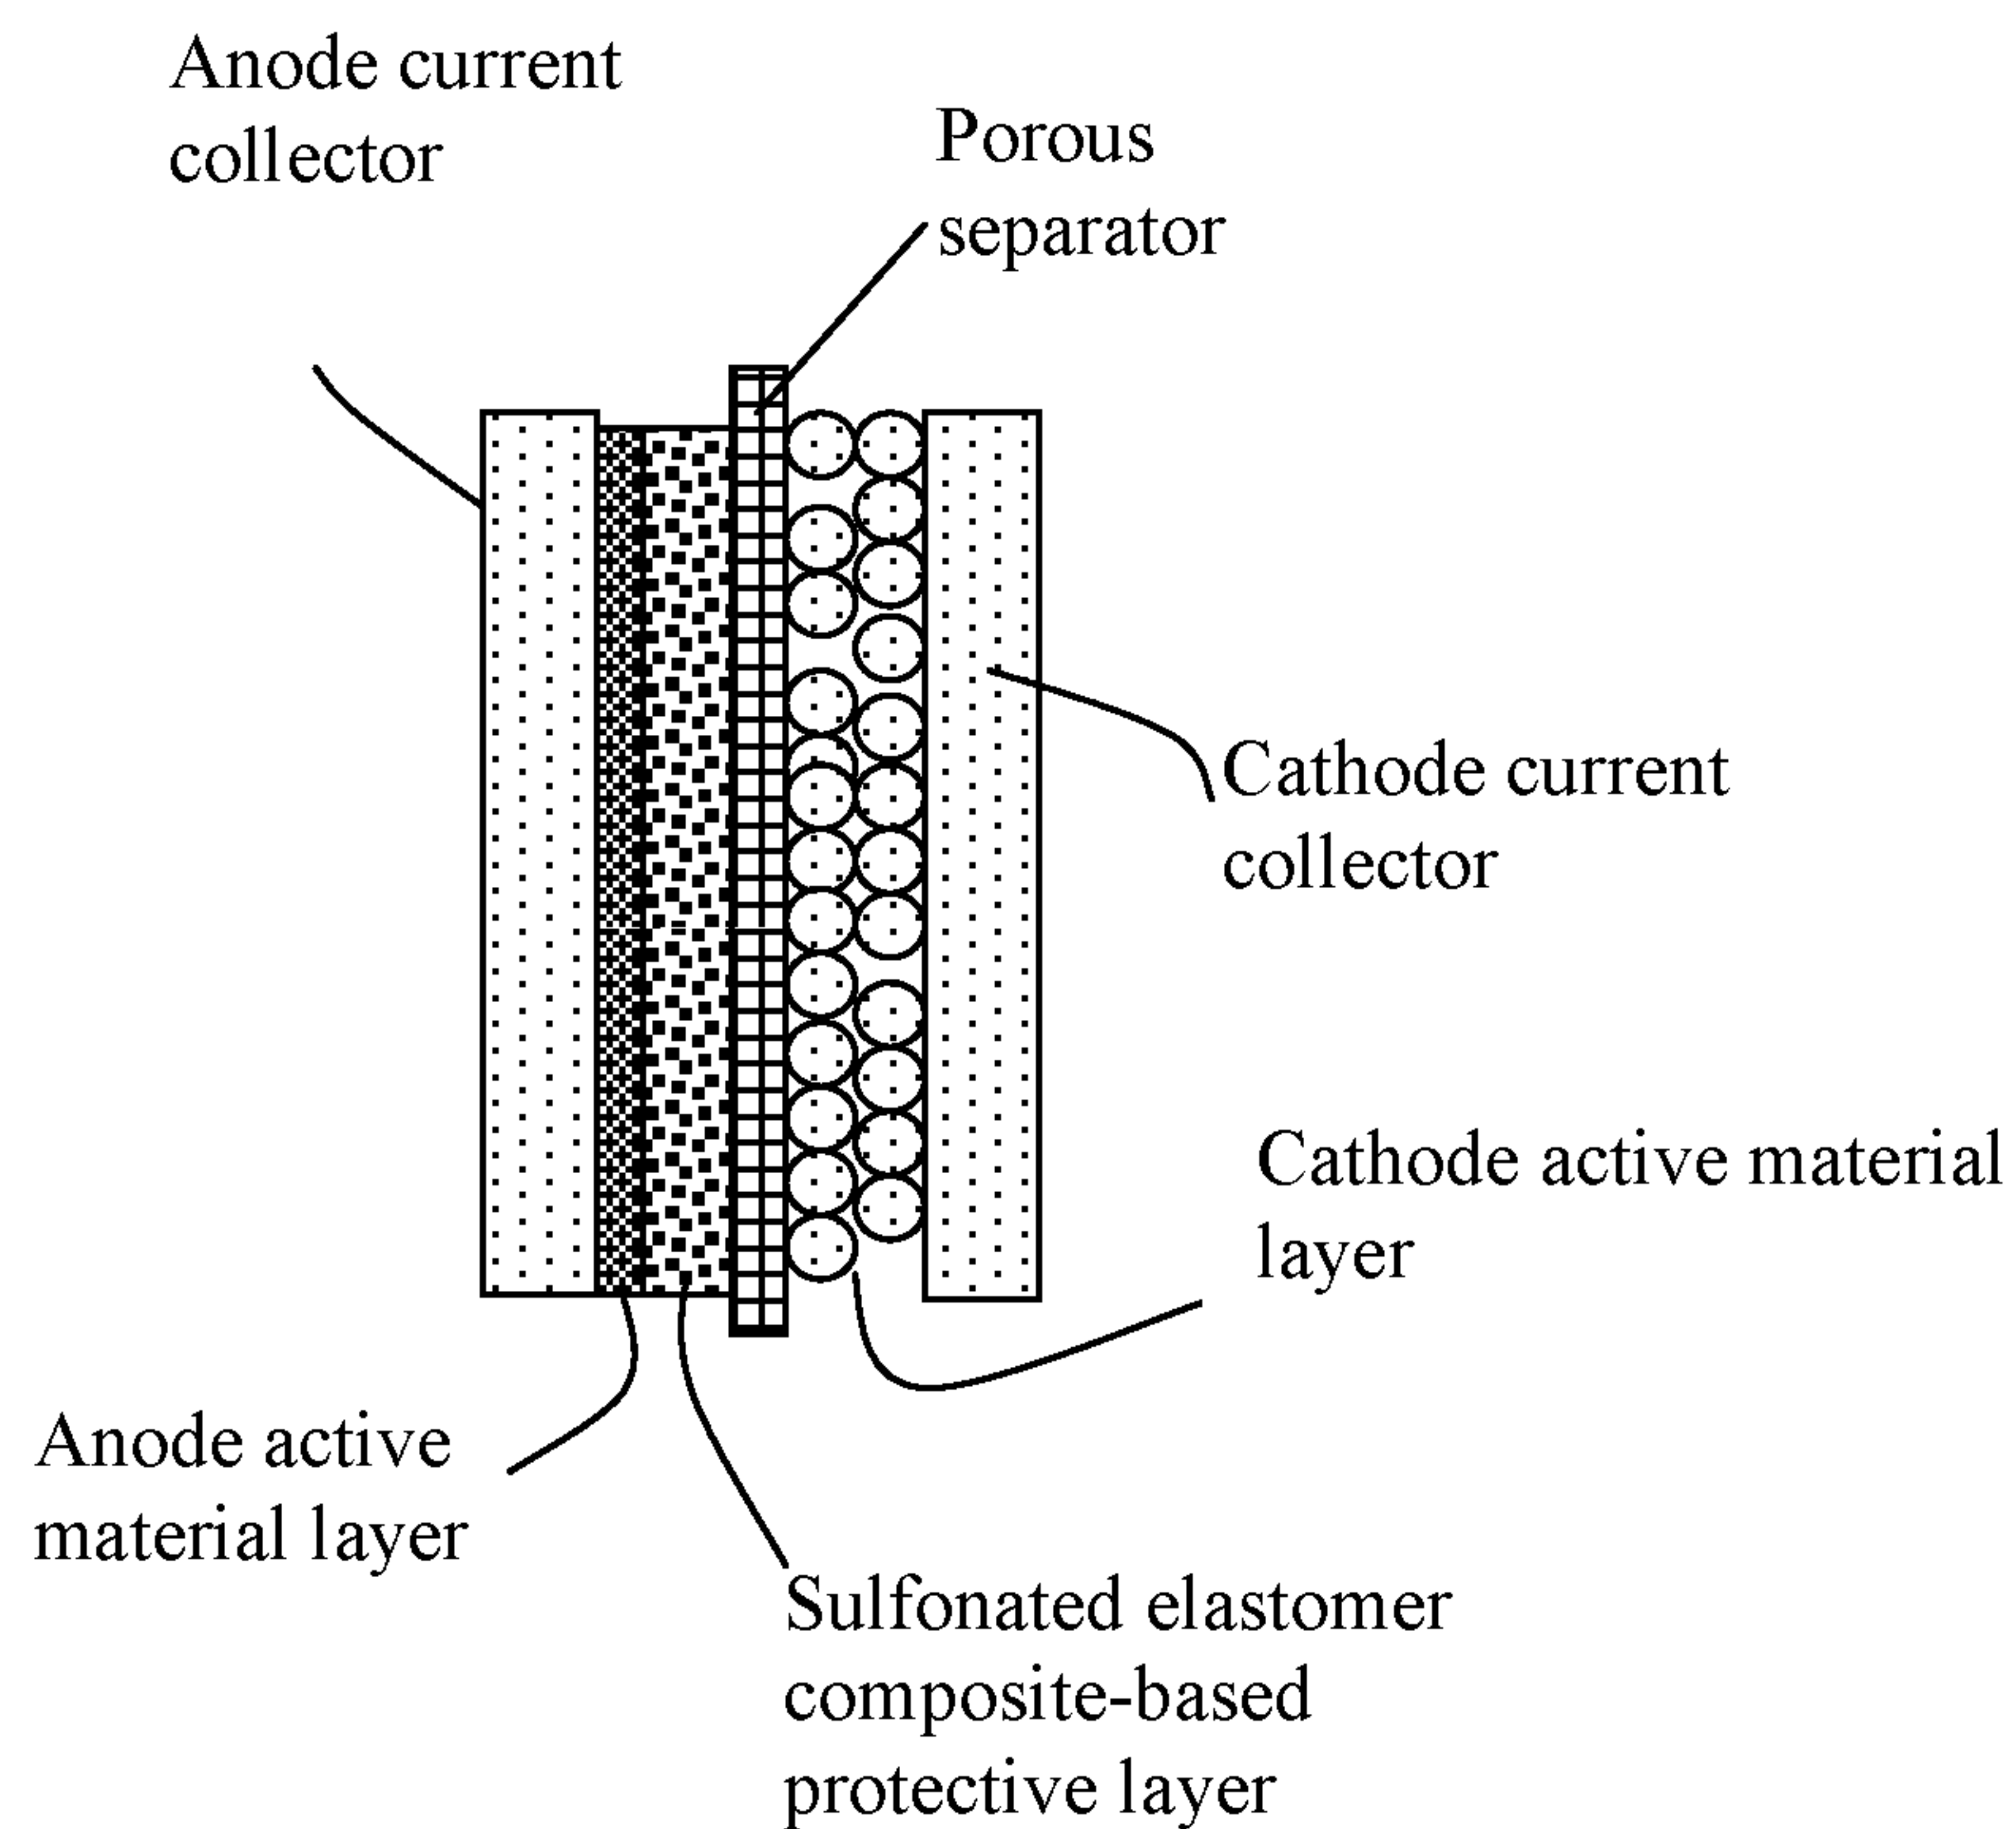 Anode current
collector
Porous
separator
Cathode current
collector
Cathode active material
layer
Anode active
material layer
Sulfonated elastomer
composite-based
protective layer